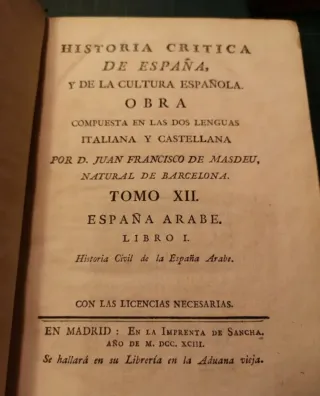 HISTORIA CRITICA
DE ESPAÑA,
Y DE LA CULTURA ESPAÑOLA.
OBRA
COMPUESTA EN LAS DOS LENGUAS
ITALIANA Y CASTELLANA
POR D. JUAN FRANCISCO DE MASDEU,
NATURAL DE BARCELONA.
TOMO XII.
ESPAÑA ARABE.
LIBRO I.
Historia Civil de la España Arabe.
CON LAS LICENCIAS NECESARIAS.
EN MADRID: EN LA IMPRENTA DE SANCHA.
AÑO DE M. DCC. XCIII.
Se hallará en su Librería en la Aduana vieja.